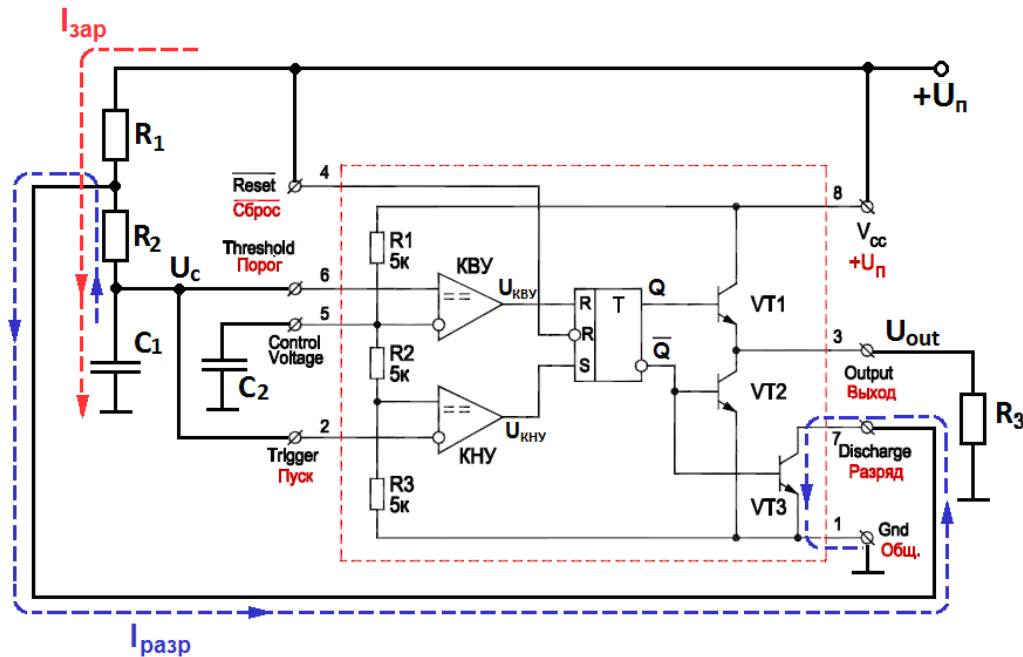 Iзар
+Uп
R1
4
Reset
Сброс
8
Vcc
+Uп
R2
R1
5к
Threshold
Порог
Uc
6
КВУ
==
UКВУ
R
T
Q
VT1
5
Control
Voltage
R
Q
3
Uout
C1
C2
R2
5к
S
Output
Выход
VT2
R3
==
UКНУ
2
Trigger
Пуск
КНУ
7
Discharge
Разряд
R3
5к
VT3
1
Gnd
Общ.
Iразр